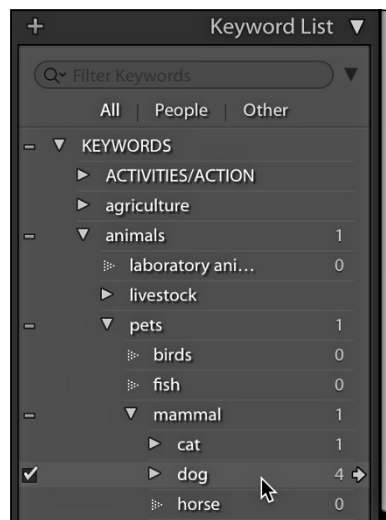 Keyword List
Filter Keywords
All | People | Other
KEYWORDS
ACTIVITIES/ACTION
agriculture
animals 1
laboratory ani... 0
livestock
pets 1
birds 0
fish 0
mammal 1
cat 1
dog 4
horse 0